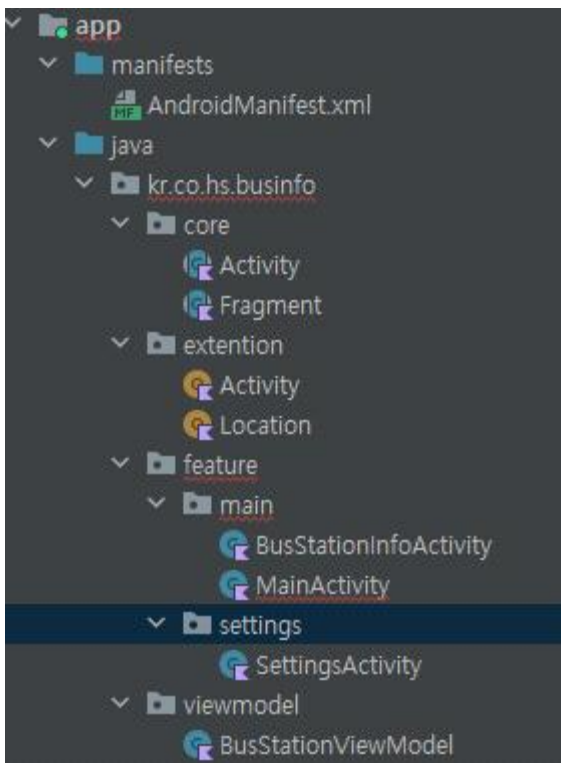 app
manifests
MF AndroidManifest.xml
java
kr.co.hs.businfo
core
Activity
Fragment
extention
Activity
Location
feature
main
BusStationInfoActivity
MainActivity
settings
SettingsActivity
viewmodel
BusStationViewModel